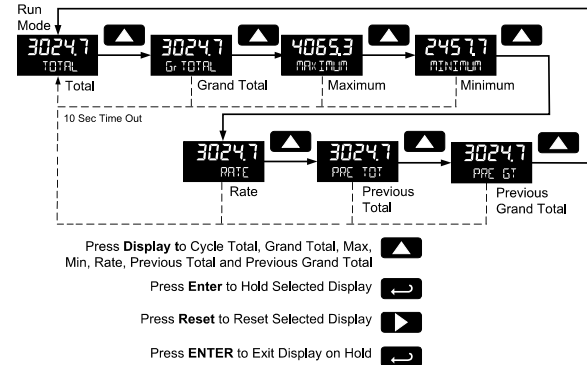 Run
Mode
3024.7
TOTAL
3024.7
Gr TOTAL
4065.3
MAXIMUM
2457.7
MINIMUM
Total
Grand Total
Maximum
Minimum
10 Sec Time Out
3024.7
RATE
3024.7
PRE TOT
3024.7
PRE GT
Rate
Previous
Total
Previous
Grand Total
Press Display to Cycle Total, Grand Total, Max,
Min, Rate, Previous Total and Previous Grand Total
Press Enter to Hold Selected Display
Press Reset to Reset Selected Display
Press ENTER to Exit Display on Hold